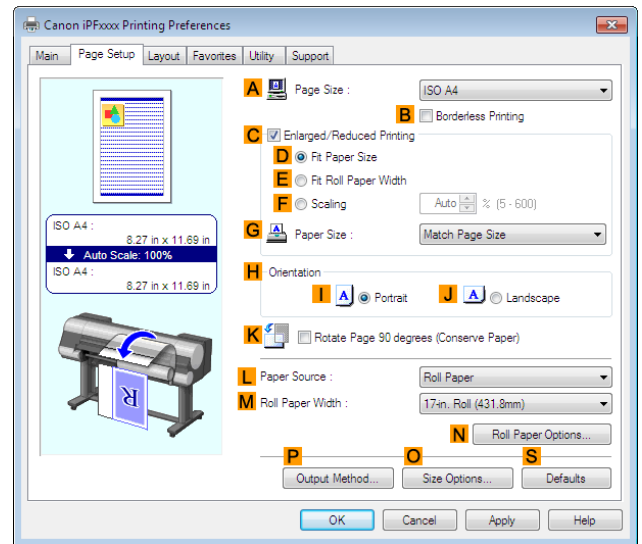 Canon iPFxxxx Printing Preferences
Main Page Setup Layout Favorites Utility Support
A Page Size : ISO A4
B Borderless Printing
C Enlarged/Reduced Printing
D Fit Paper Size
E Fit Roll Paper Width
F Scaling Auto % (5 - 600)
G Paper Size : Match Page Size
ISO A4 :
8.27 in x 11.69 in
Auto Scale: 100%
ISO A4 :
8.27 in x 11.69 in
H Orientation
I A Portrait J A Landscape
K Rotate Page 90 degrees (Conserve Paper)
R
L Paper Source : Roll Paper
M Roll Paper Width : 17-in. Roll (431.8mm)
N Roll Paper Options...
P O S
Output Method... Size Options... Defaults
OK Cancel Apply Help